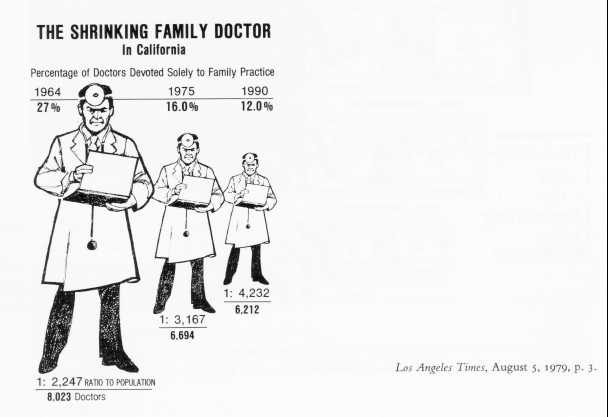 THE SHRINKING FAMILY DOCTOR
In California
Percentage of Doctors Devoted Solely to Family Practice
1964 1975 1990
27% 16.0% 12.0%
1: 4,232
6,212
1: 3,167
6,694
Los Angeles Times, August 5, 1979, p. 3.
1: 2,247 RATIO TO POPULATION
8,023 Doctors